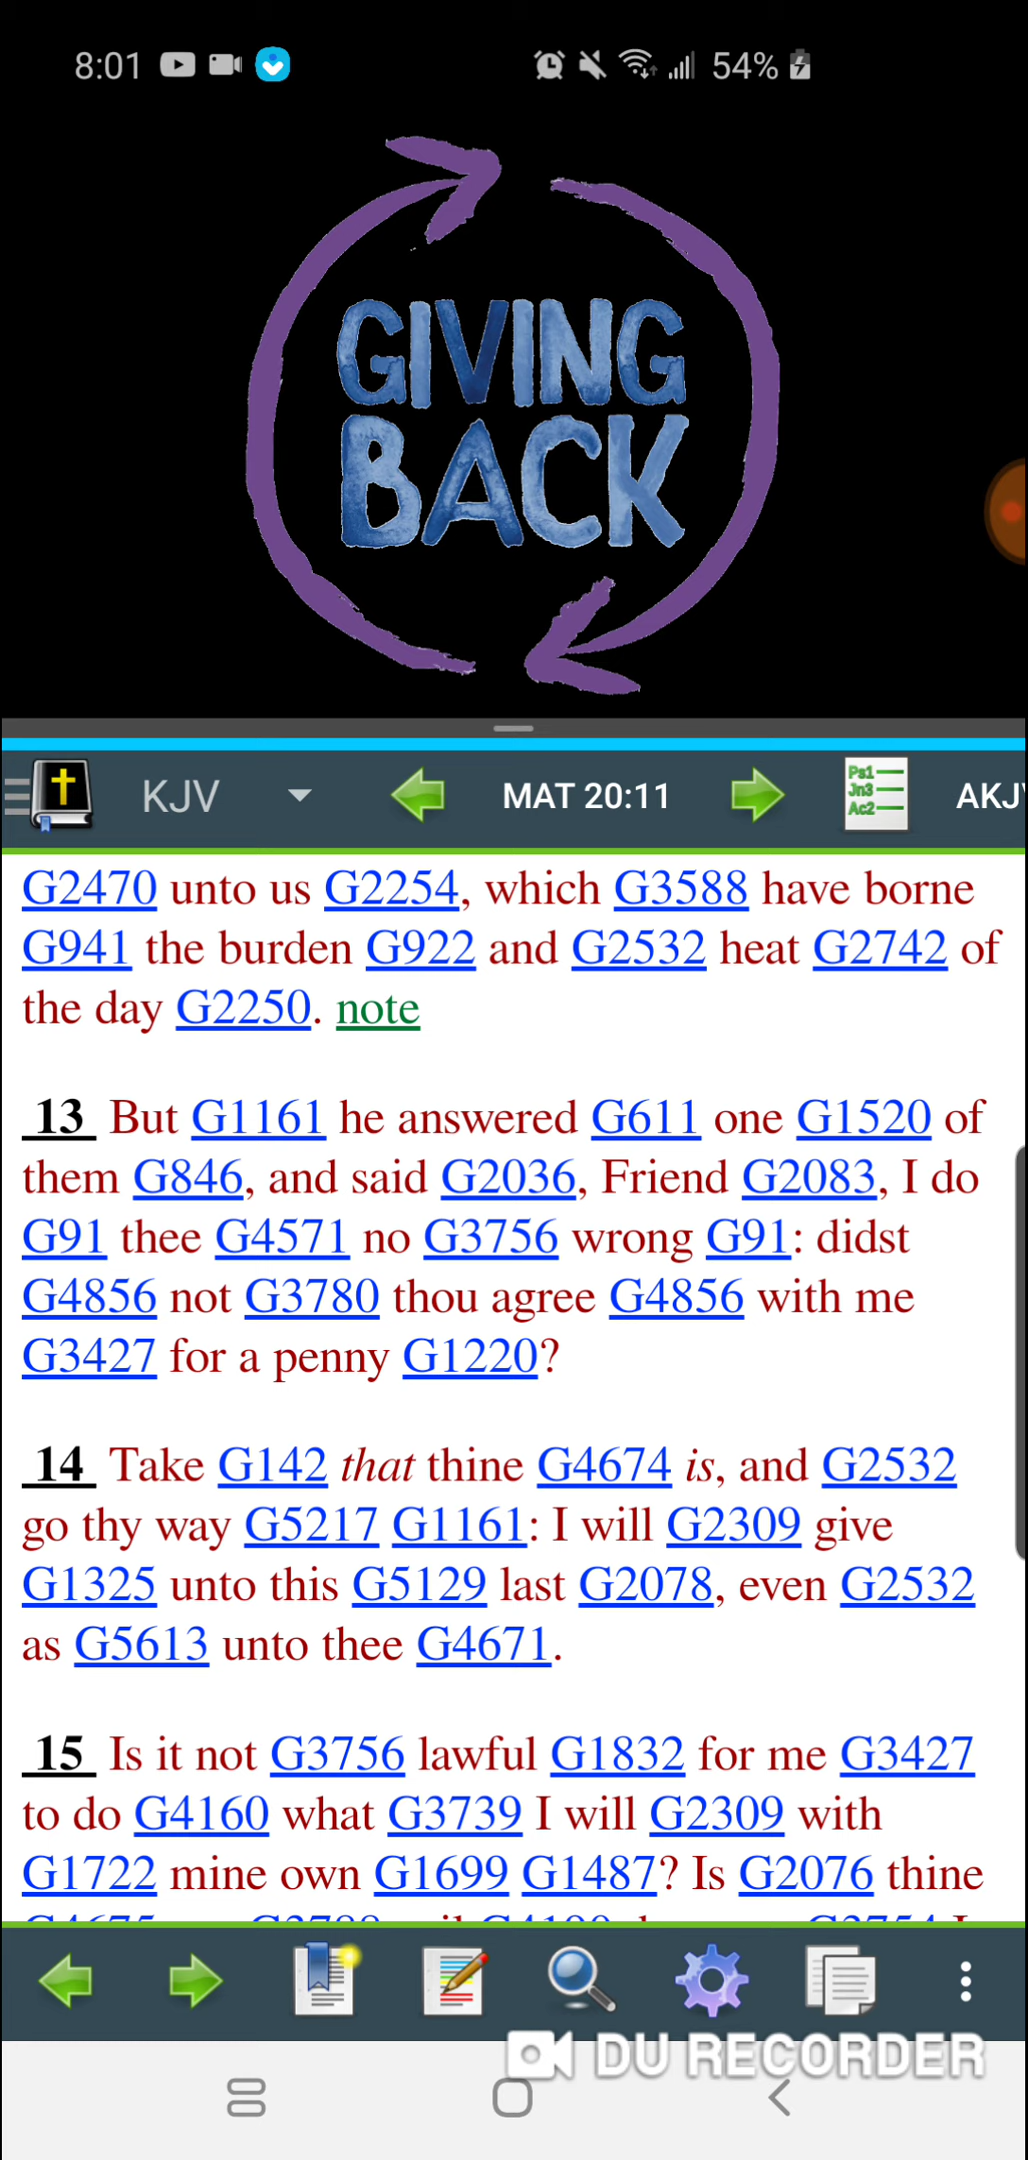 8:01 54%
GIVING
BACK
KJV MAT 20:11 Ps1 Jn3 Ac2 AKJ
G2470 unto us G2254, which G3588 have borne
G941 the burden G922 and G2532 heat G2742 of
the day G2250. note
13 But G1161 he answered G611 one G1520 of
them G846, and said G2036, Friend G2083, I do
G91 thee G4571 no G3756 wrong G91: didst
G4856 not G3780 thou agree G4856 with me
G3427 for a penny G1220?
14 Take G142 that thine G4674 is, and G2532
go thy way G5217 G1161: I will G2309 give
G1325 unto this G5129 last G2078, even G2532
as G5613 unto thee G4671.
15 Is it not G3756 lawful G1832 for me G3427
to do G4160 what G3739 I will G2309 with
G1722 mine own G1699 G1487? Is G2076 thine
DU RECORDER